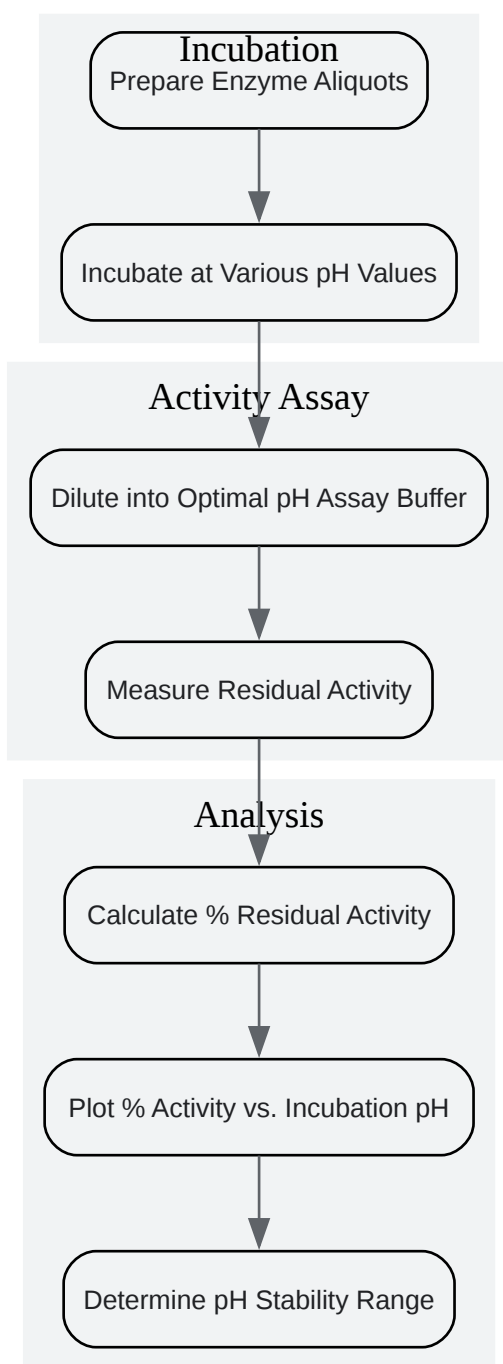 Incubation
Prepare Enzyme Aliquots
Incubate at Various pH Values
Activity Assay
Dilute into Optimal pH Assay Buffer
Measure Residual Activity
Analysis
Calculate % Residual Activity
Plot % Activity vs. Incubation pH
Determine pH Stability Range